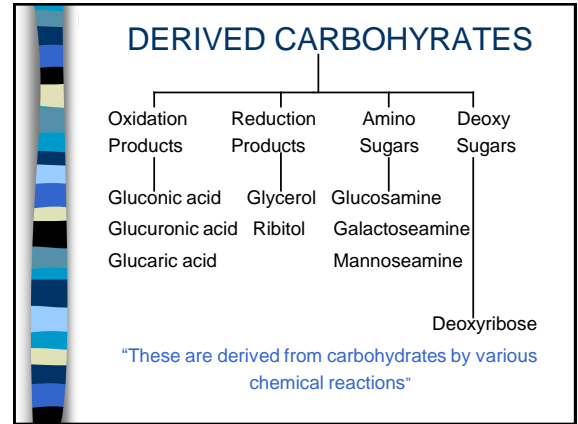 DERIVED CARBOHYRATES
Oxidation Reduction Amino Deoxy
Products Products Sugars Sugars
Gluconic acid Glycerol Glucosamine
Glucuronic acid Ribitol Galactoseamine
Glucaric acid Mannoseamine
Deoxyribose
“These are derived from carbohydrates by various
chemical reactions”